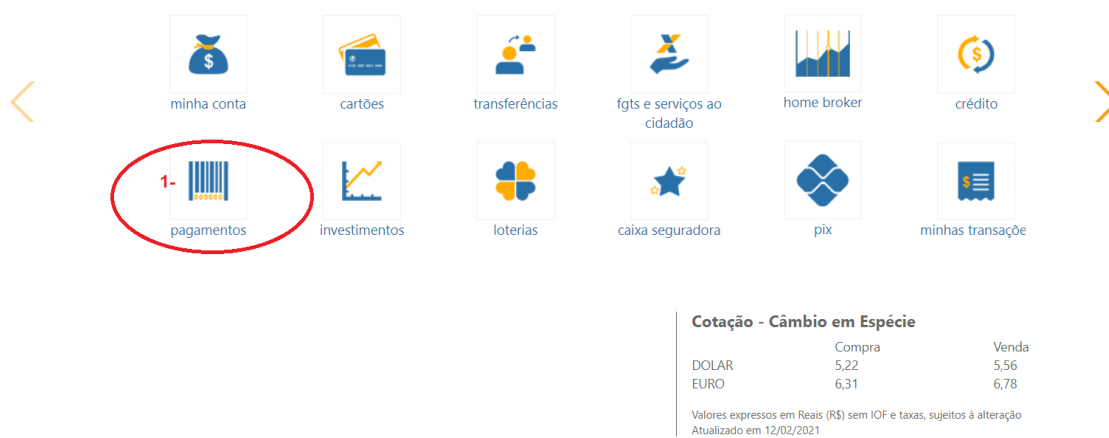 minha conta
cartões
transferências
fgts e serviços ao
cidadão
home broker
crédito
1-
pagamentos
investimentos
loterias
caixa seguradora
pix
minhas transaçõe
Cotação - Câmbio em Espécie
Compra Venda
DOLAR 5,22 5,56
EURO 6,31 6,78
Valores expressos em Reais (R$) sem IOF e taxas, sujeitos à alteração
Atualizado em 12/02/2021